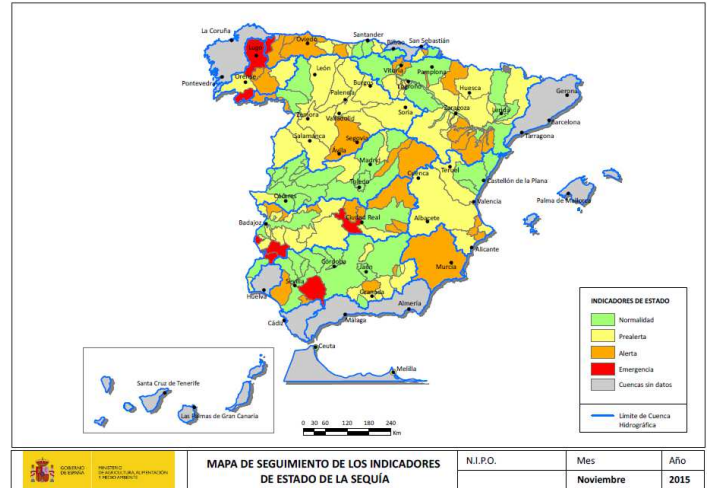 La Coruña
Santander
Oviedo
Bilbao
San Sebastián
Lugo
Vitoria
Pamplona
León
Pontevedra
Orense
Burgos
Logroño
Huesca
Gerona
Palencia
Zaragoza
Lérida
Zamora
Valladolid
Soria
Barcelona
Tarragona
Salamanca
Segovia
Ávila
Madrid
Teruel
Cuenca
Castellón de la Plana
Toledo
Cáceres
Palma de Mallorca
Valencia
Badajoz
Ciudad Real
Albacete
Alicante
Murcia
Córdoba
Jaén
Sevilla
Huelva
Granada
Almería
Málaga
Cádiz
Ceuta
Melilla
Santa Cruz de Tenerife
Las Palmas de Gran Canaria
0 30 60 120 180 240
Km
INDICADORES DE ESTADO
Normalidad
Prealerta
Alerta
Emergencia
Cuencas sin datos
Límite de Cuenca
Hidrográfica
GOBIERNO
DE ESPAÑA
MINISTERIO
DE AGRICULTURA, ALIMENTACIÓN
Y MEDIO AMBIENTE
MAPA DE SEGUIMIENTO DE LOS INDICADORES
DE ESTADO DE LA SEQUÍA
N.I.P.O.
Mes
Año
Noviembre
2015